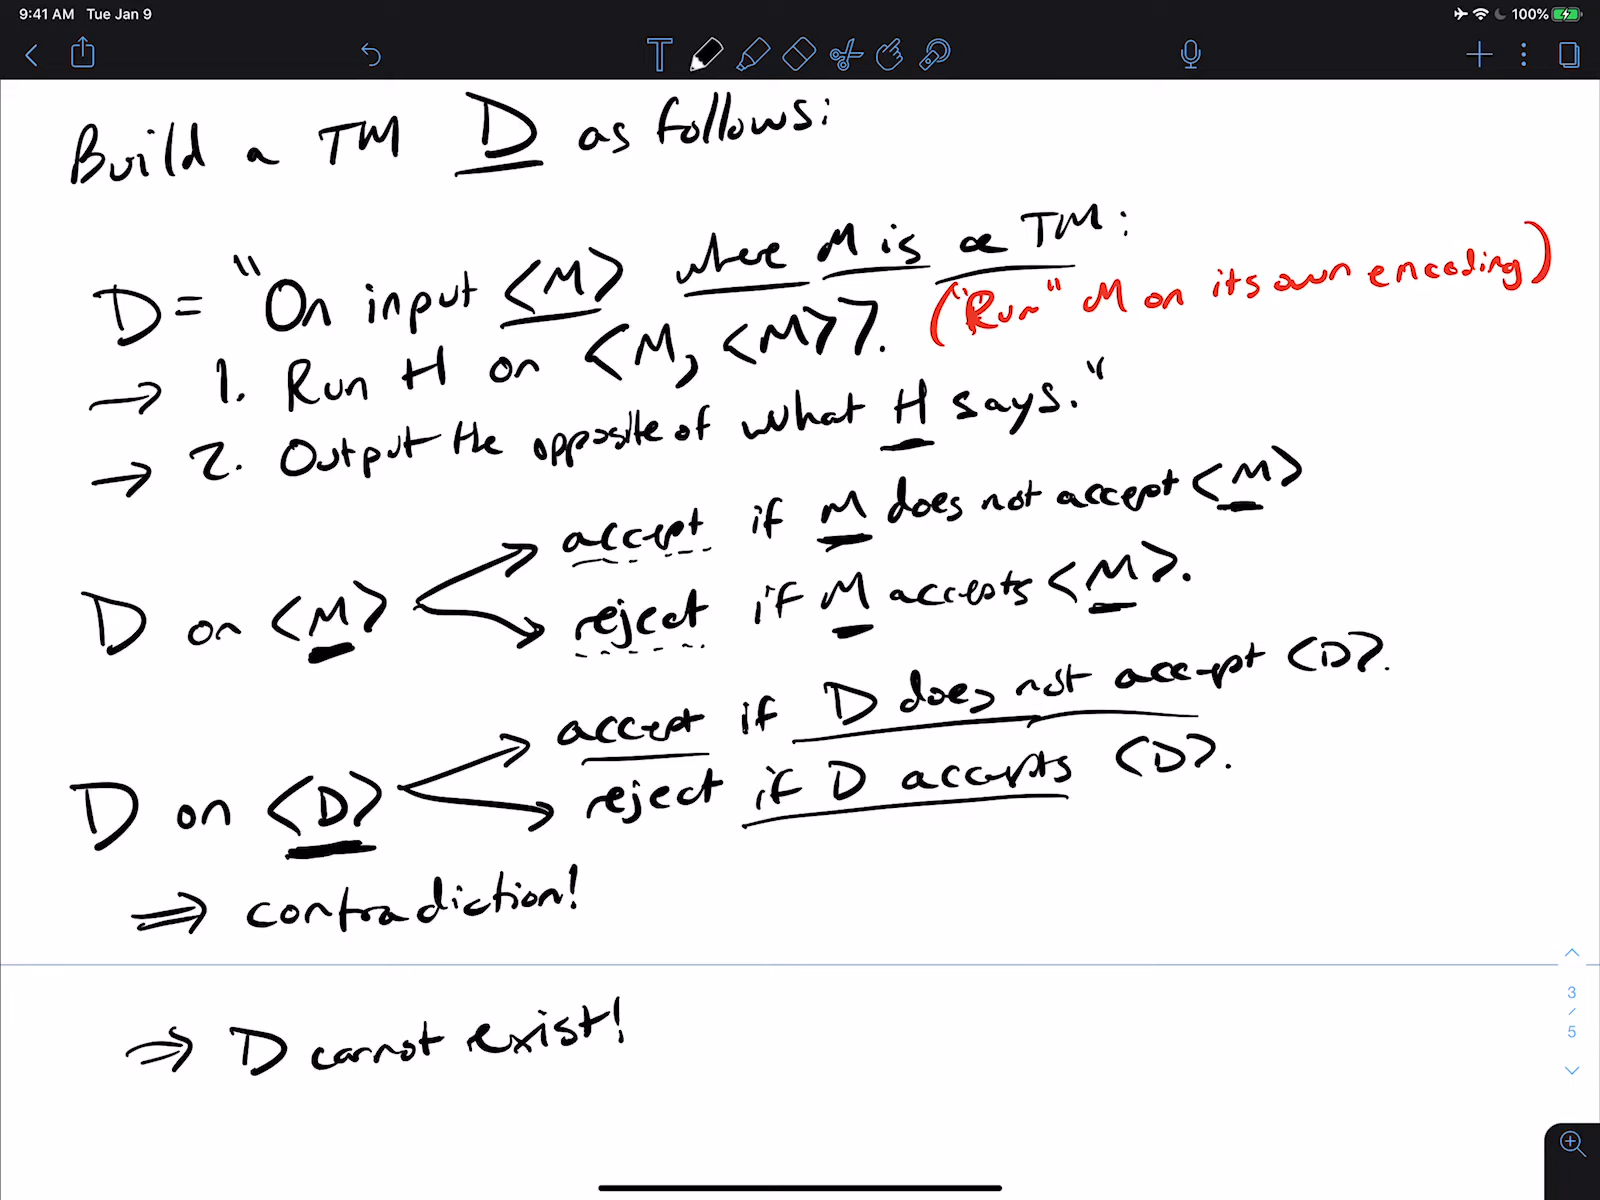 9:41 AM Tue Jan 9 100%
Build a TM D as follows:
D = "On input <M> where M is a TM:
("Run" M on its own encoding)
→ 1. Run H on <M, <M>>.
→ 2. Output the opposite of what H says."
D on <M> → accept if M does not accept <M>
→ reject if M accepts <M>.
D on <D> → accept if D does not accept <D>.
→ reject if D accepts <D>.
⇒ contradiction!
⇒ D cannot exist!
3
/
5